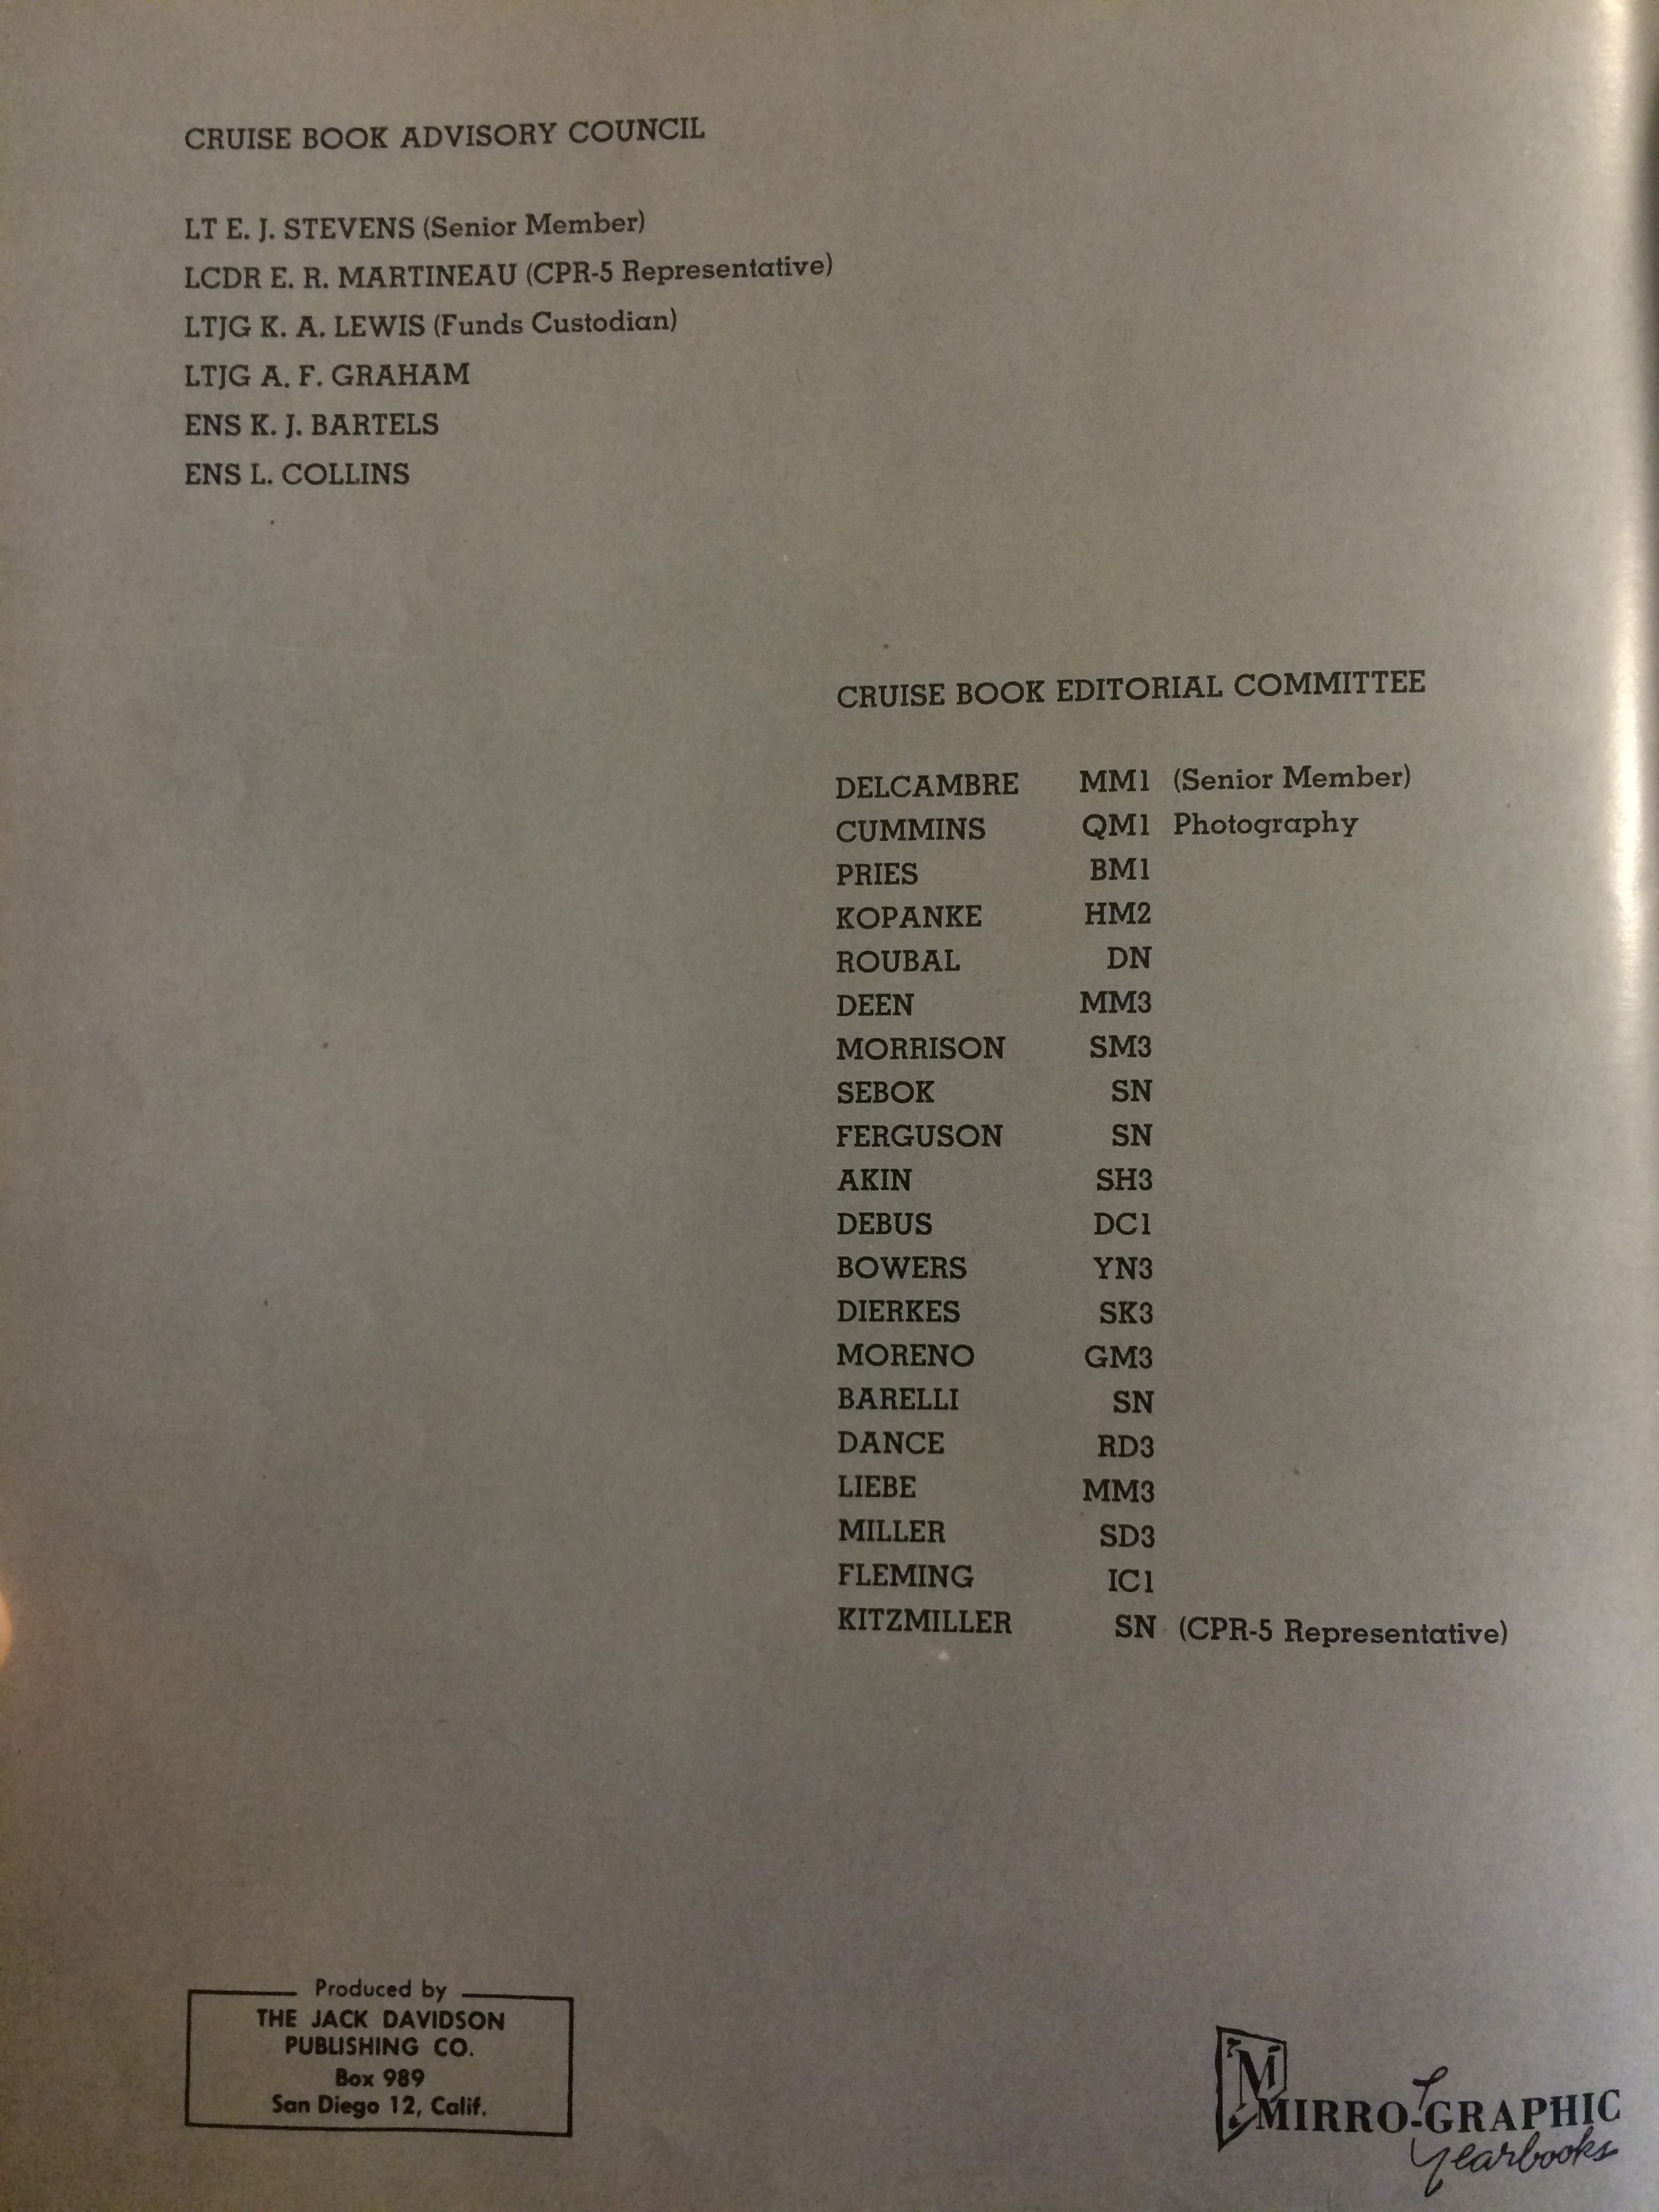 CRUISE BOOK ADVISORY COUNCIL
LT E. J. STEVENS (Senior Member)
LCDR E. R. MARTINEAU (CPR-5 Representative)
LTJG K. A. LEWIS (Funds Custodian)
LTJG A. F. GRAHAM
ENS K. J. BARTELS
ENS L. COLLINS
CRUISE BOOK EDITORIAL COMMITTEE
DELCAMBRE MM1 (Senior Member)
CUMMINS QM1 Photography
PRIES BM1
KOPANKE HM2
ROUBAL DN
DEEN MM3
MORRISON SM3
SEBOK SN
FERGUSON SN
AKIN SH3
DEBUS DC1
BOWERS YN3
DIERKES SK3
MORENO GM3
BARELLI SN
DANCE RD3
LIEBE MM3
MILLER SD3
FLEMING IC1
KITZMILLER SN (CPR-5 Representative)
Produced by
THE JACK DAVIDSON
PUBLISHING CO.
Box 989
San Diego 12, Calif.
M
MIRRO-GRAPHIC
Yearbooks